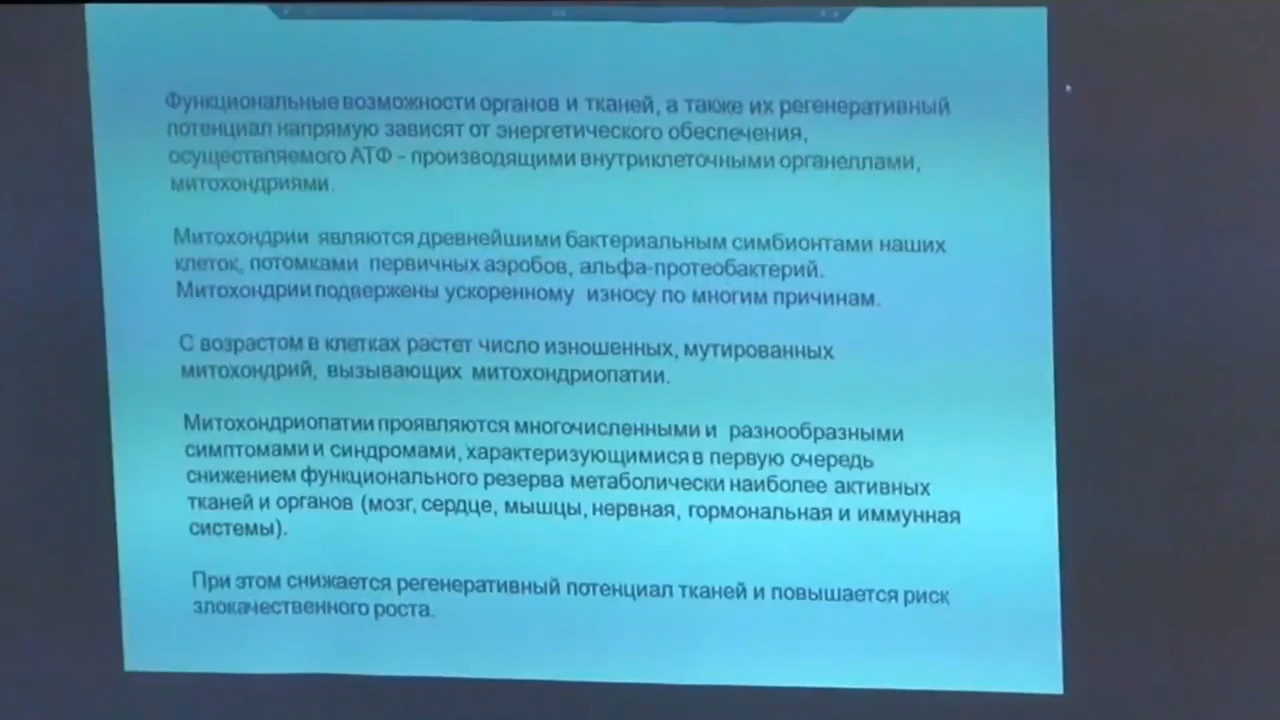 Функциональные возможности органов и тканей, а также их регенеративный
потенциал напрямую зависят от энергетического обеспечения,
осуществляемого АТФ - производящими внутриклеточными органеллами,
митохондриями.
Митохондрии являются древнейшими бактериальным симбионтами наших
клеток, потомками первичных аэробов, альфа-протеобактерий.
Митохондрии подвержены ускоренному износу по многим причинам.
С возрастом в клетках растет число изношенных, мутированных
митохондрий, вызывающих митохондриопатии.
Митохондриопатии проявляются многочисленными и разнообразными
симптомами и синдромами, характеризующимися в первую очередь
снижением функционального резерва метаболически наиболее активных
тканей и органов (мозг, сердце, мышцы, нервная, гормональная и иммунная
системы).
При этом снижается регенеративный потенциал тканей и повышается риск
злокачественного роста.